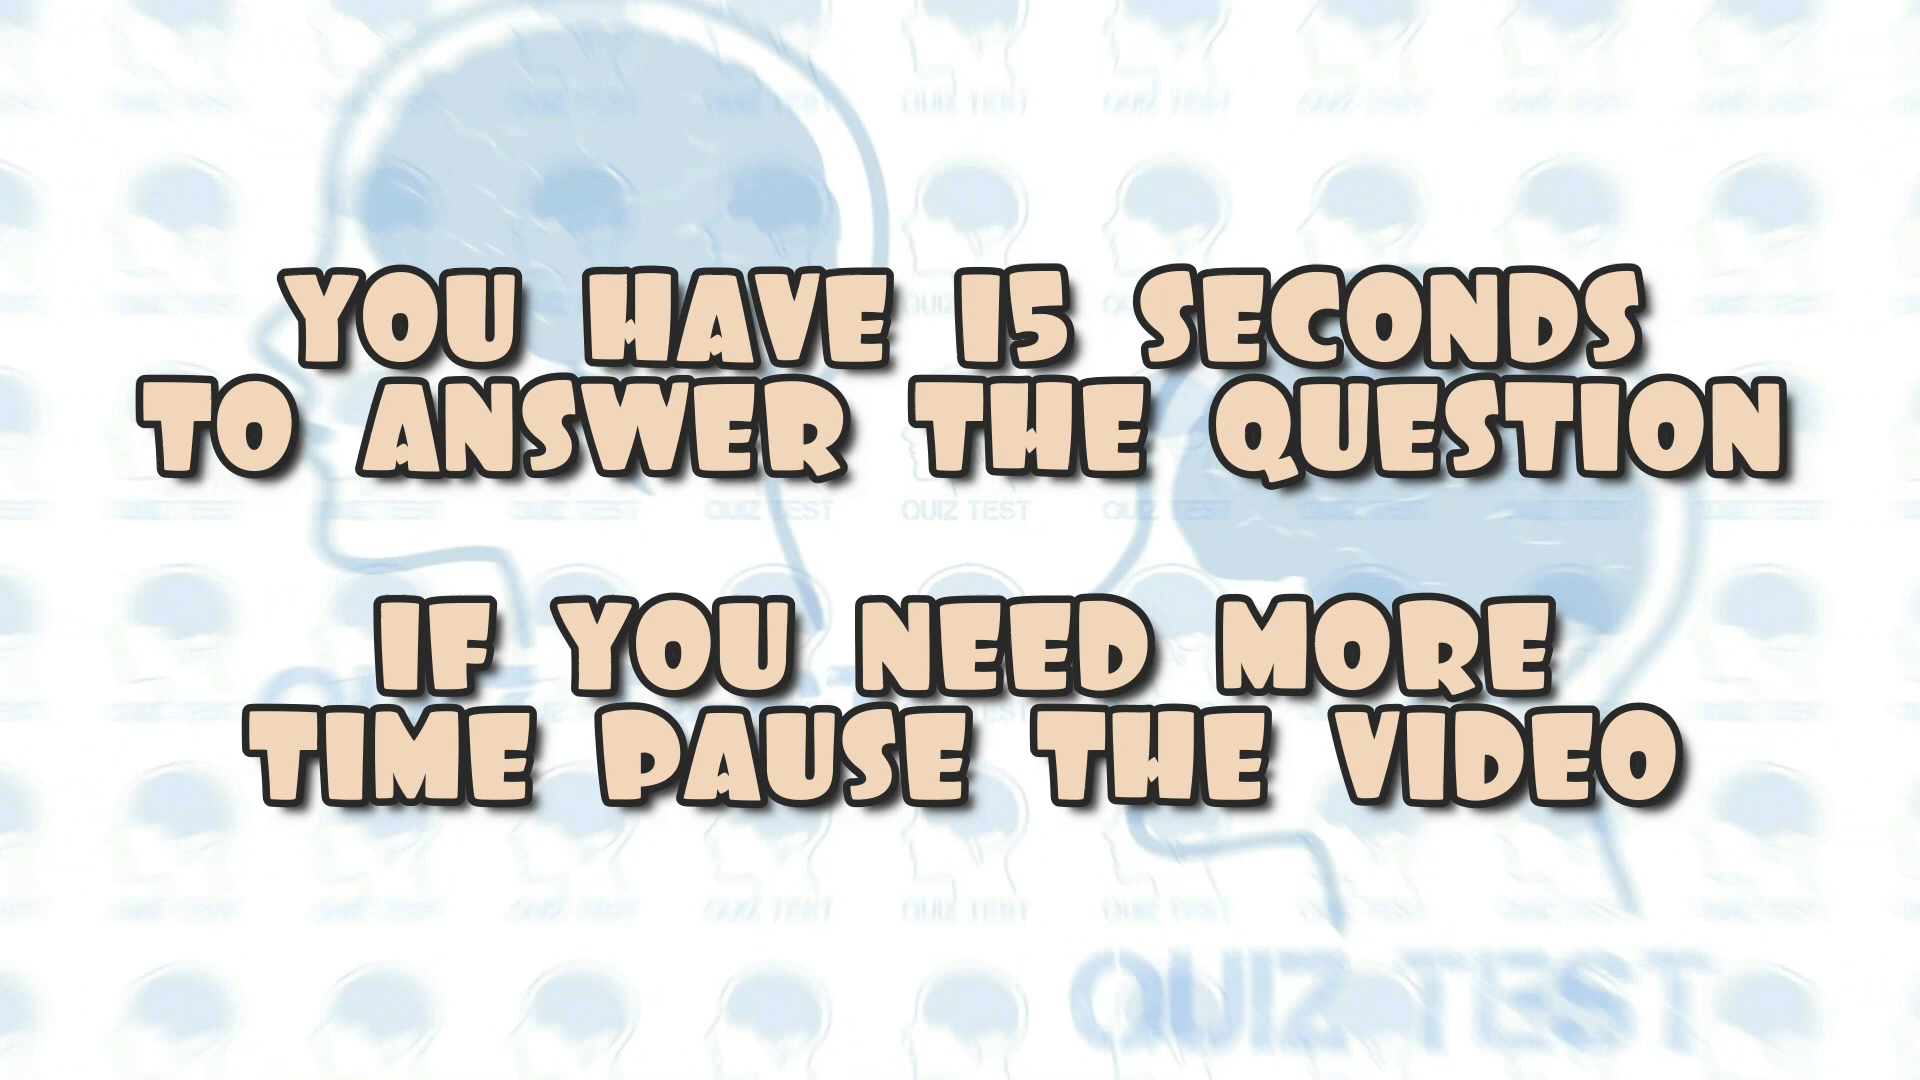 YOU HAVE 15 SECONDS
TO ANSWER THE QUESTION
IF YOU NEED MORE
TIME PAUSE THE VIDEO
QUIZ TEST